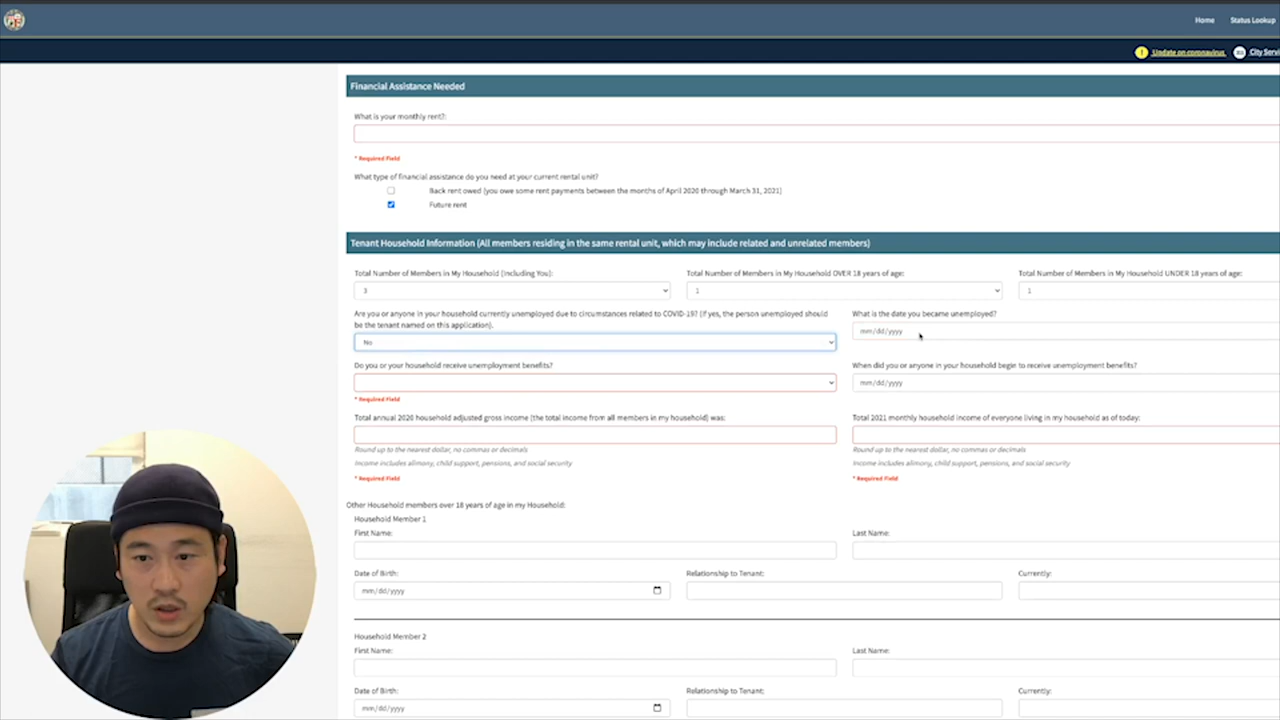 Home Status Lookup
! Update on coronavirus City Servi
Financial Assistance Needed
What is your monthly rent?:
* Required Field
What type of financial assistance do you need at your current rental unit?
Back rent owed (you owe some rent payments between the months of April 2020 through March 31, 2021)
Future rent
Tenant Household Information (All members residing in the same rental unit, which may include related and unrelated members)
Total Number of Members in My Household (Including You): Total Number of Members in My Household OVER 18 years of age: Total Number of Members in My Household UNDER 18 years of age:
3 1 1
Are you or anyone in your household currently unemployed due to circumstances related to COVID-19? (If yes, the person unemployed should What is the date you became unemployed?
be the tenant named on this application).
No mm/dd/yyyy
Do you or your household receive unemployment benefits? When did you or anyone in your household begin to receive unemployment benefits?
mm/dd/yyyy
* Required Field
Total annual 2020 household adjusted gross income (the total income from all members in my household) was: Total 2021 monthly household income of everyone living in my household as of today:
Round up to the nearest dollar, no commas or decimals Round up to the nearest dollar, no commas or decimals
Income includes alimony, child support, pensions, and social security Income includes alimony, child support, pensions, and social security
* Required Field * Required Field
Other Household members over 18 years of age in my Household:
Household Member 1
First Name: Last Name:
Date of Birth: Relationship to Tenant: Currently:
mm/dd/yyyy
Household Member 2
First Name: Last Name:
Date of Birth: Relationship to Tenant: Currently:
mm/dd/yyyy